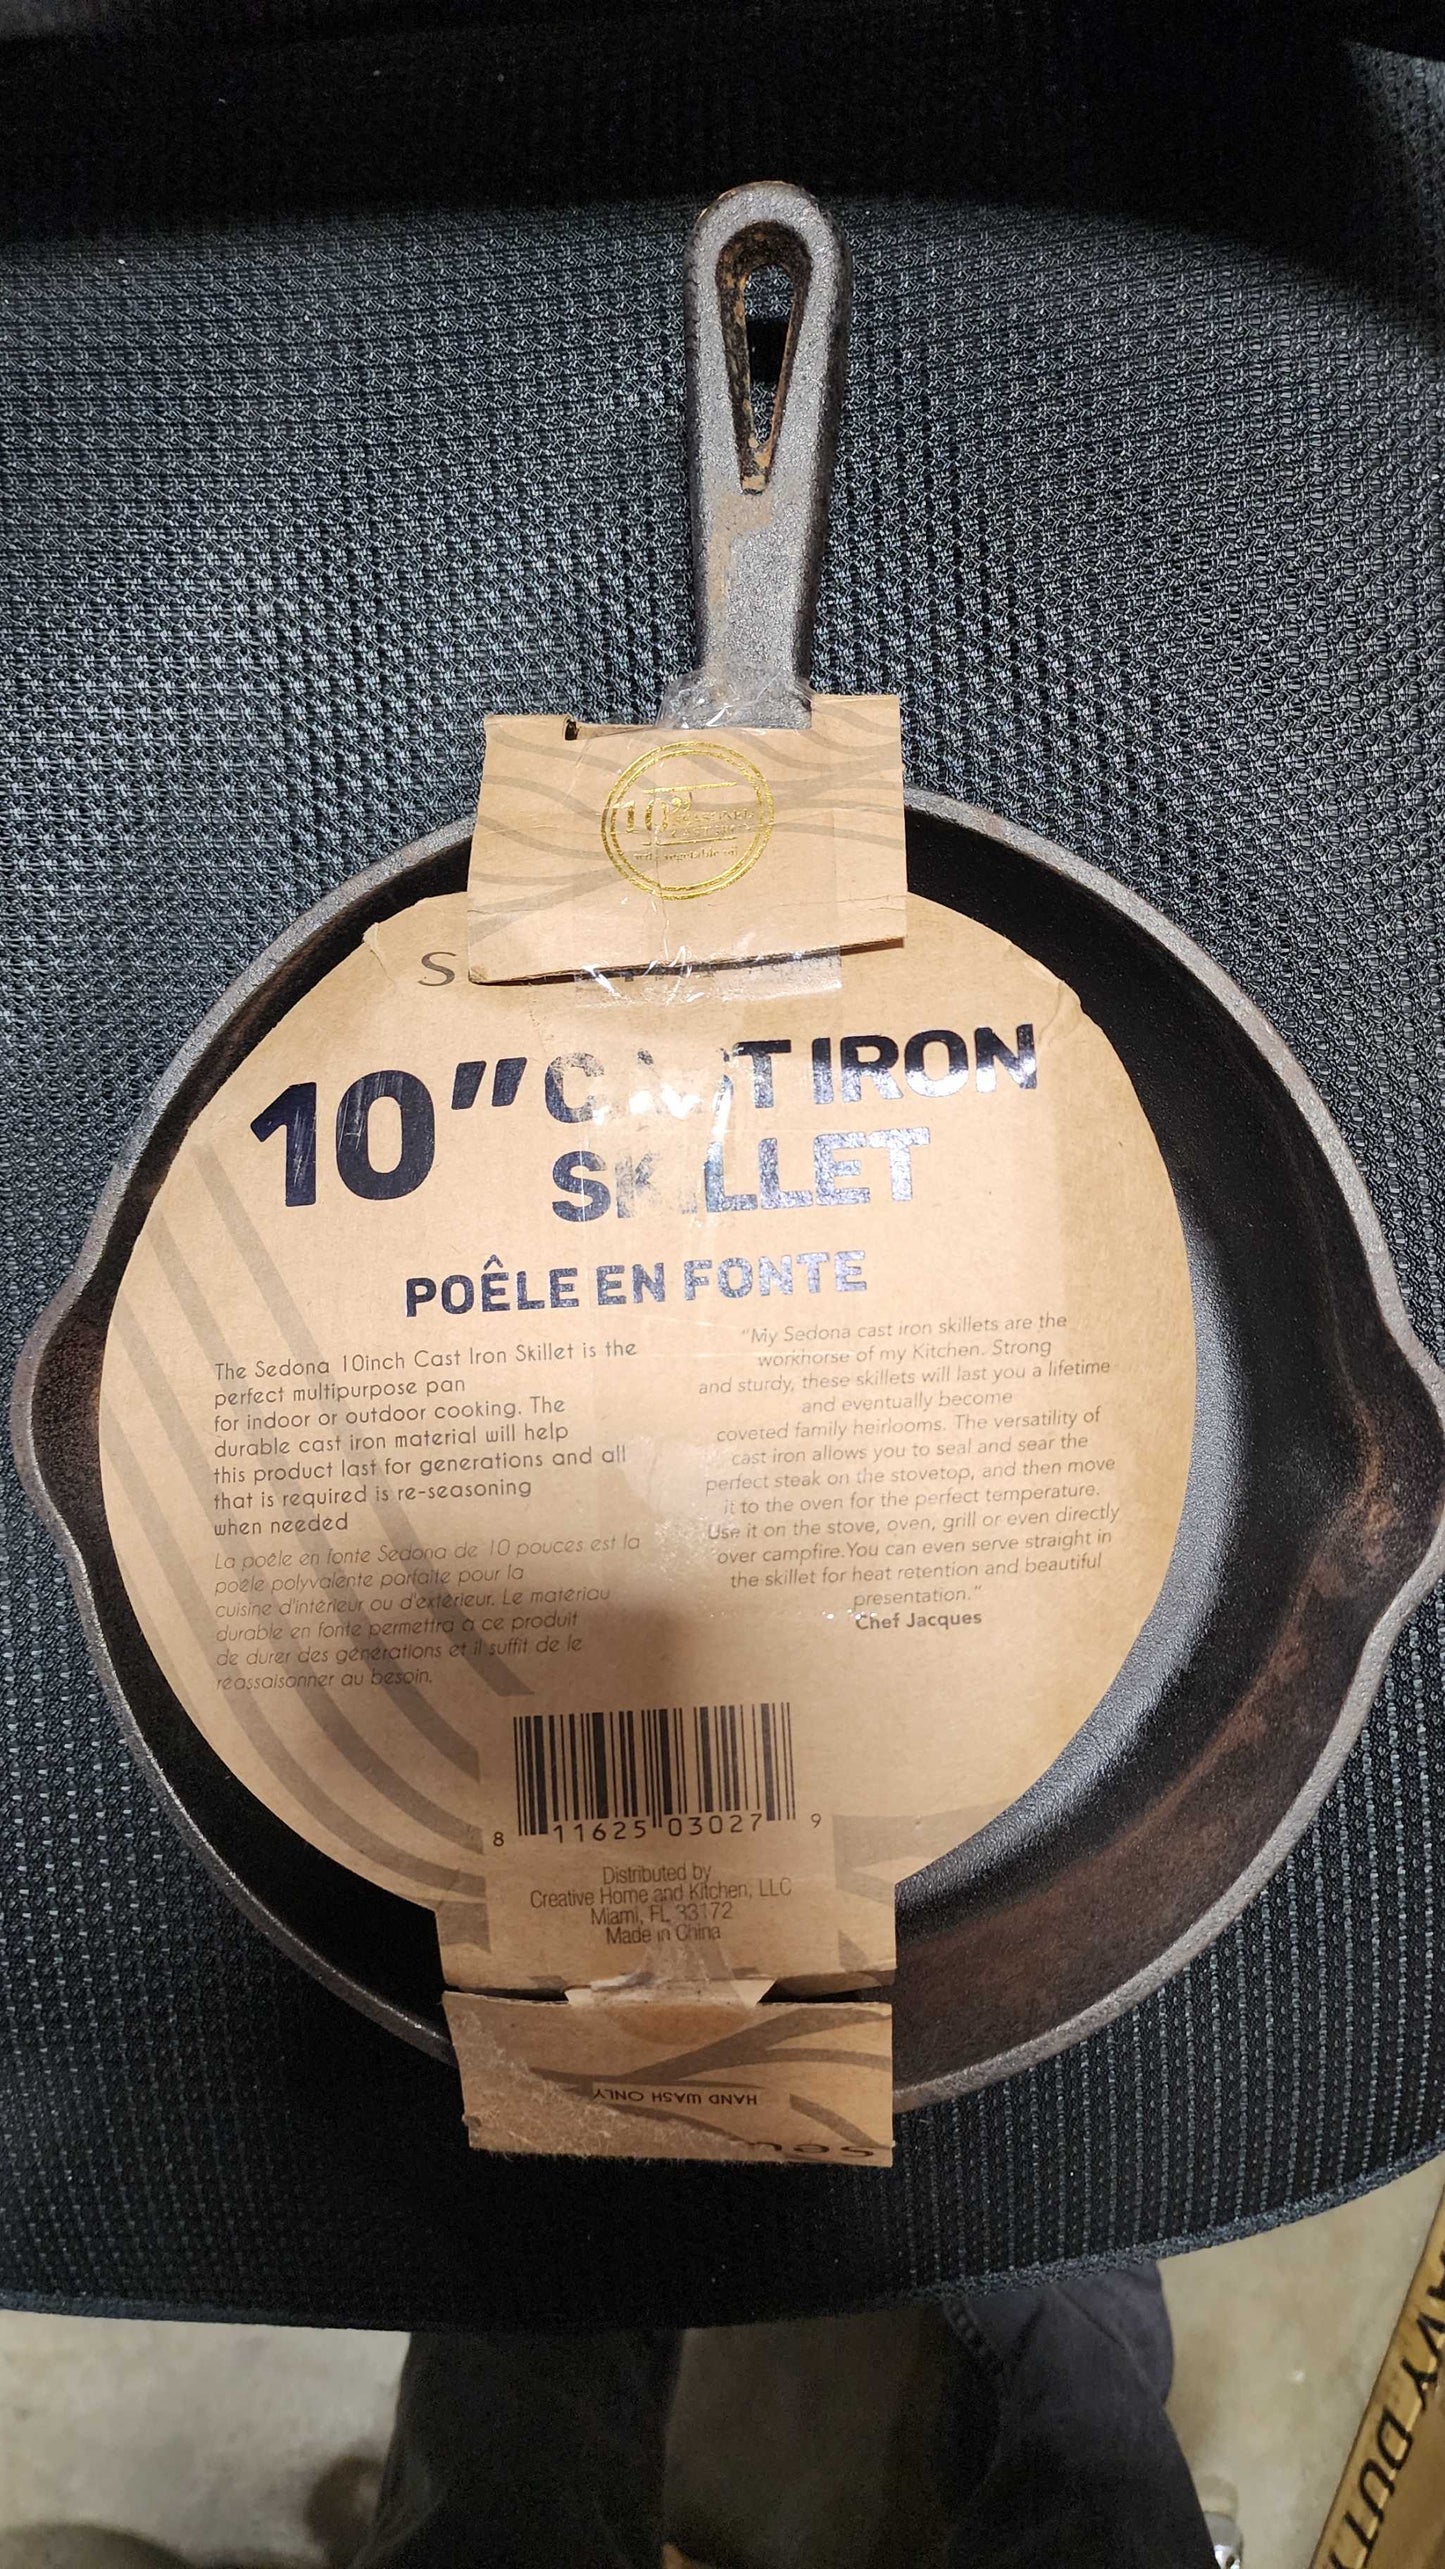 10"
with vegetable oil
S
10" CAST IRON
SKILLET
POÊLE EN FONTE
The Sedona 10inch Cast Iron Skillet is the
perfect multipurpose pan
for indoor or outdoor cooking. The
durable cast iron material will help
this product last for generations and all
that is required is re-seasoning
when needed
La poêle en fonte Sedona de 10 pouces est la
poêle polyvalente parfaite pour la
cuisine d'intérieur ou d'extérieur. Le matériau
durable en fonte permettra à ce produit
de durer des générations et il suffit de le
réassaisonner au besoin.
"My Sedona cast iron skillets are the
workhorse of my Kitchen. Strong
and sturdy, these skillets will last you a lifetime
and eventually become
coveted family heirlooms. The versatility of
cast iron allows you to seal and sear the
perfect steak on the stovetop, and then move
it to the oven for the perfect temperature.
Use it on the stove, oven, grill or even directly
over campfire.You can even serve straight in
the skillet for heat retention and beautiful
presentation."
Chef Jacques
8 11625 03027 9
Distributed by
Creative Home and Kitchen, LLC
Miami, FL 33172
Made in China
HAND WASH ONLY
AVY DUT